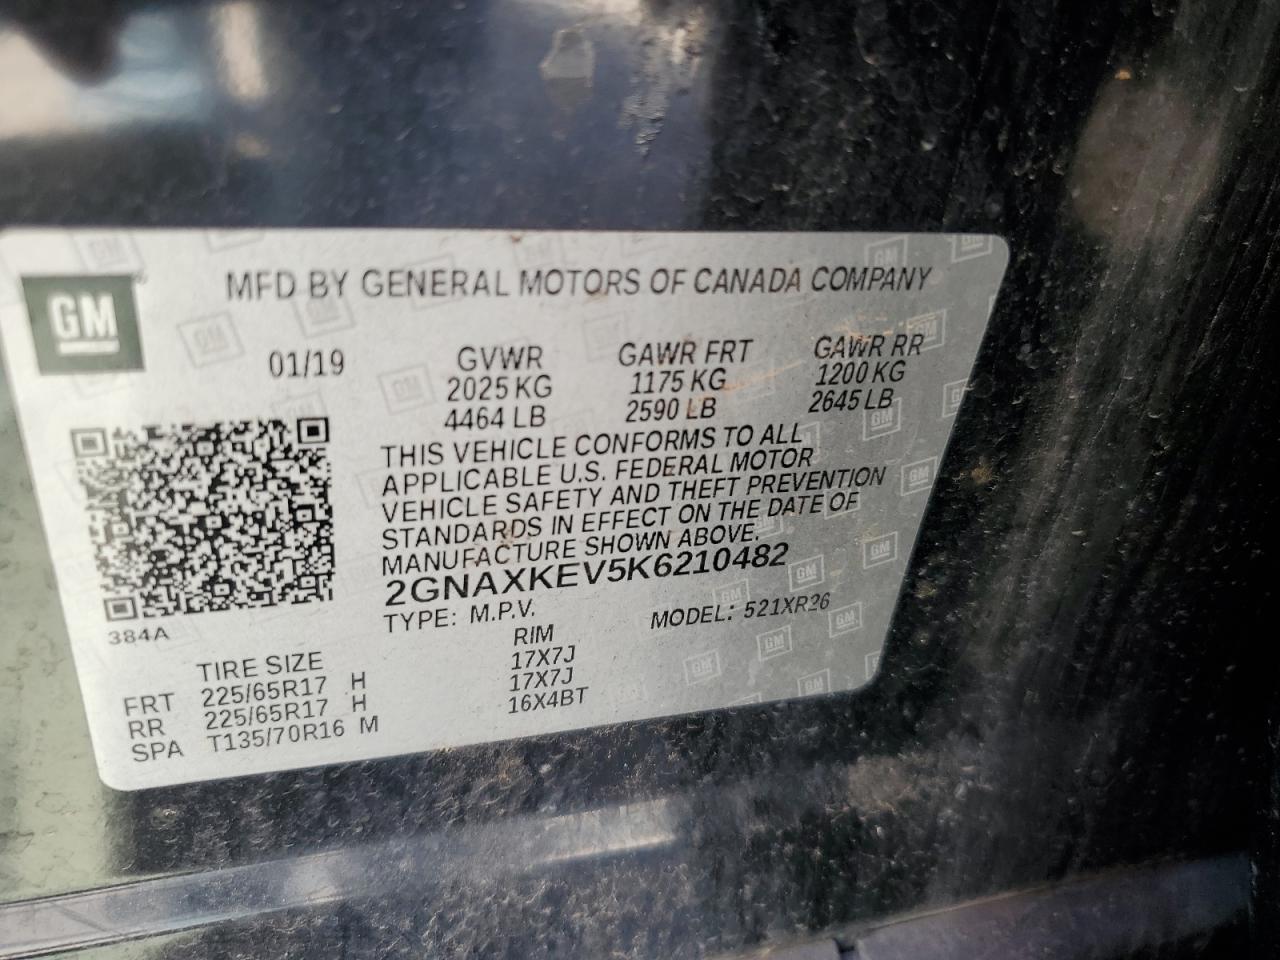 GM
MFD BY GENERAL MOTORS OF CANADA COMPANY
01/19 GVWR GAWR FRT GAWR RR
2025 KG 1175 KG 1200 KG
4464 LB 2590 LB 2645 LB
THIS VEHICLE CONFORMS TO ALL
APPLICABLE U.S. FEDERAL MOTOR
VEHICLE SAFETY AND THEFT PREVENTION
STANDARDS IN EFFECT ON THE DATE OF
MANUFACTURE SHOWN ABOVE.
2GNAXKEV5K6210482
TYPE: M.P.V. MODEL: 521XR26
384A
TIRE SIZE RIM
FRT 225/65R17 H 17X7J
RR 225/65R17 H 17X7J
SPA T135/70R16 M 16X4BT